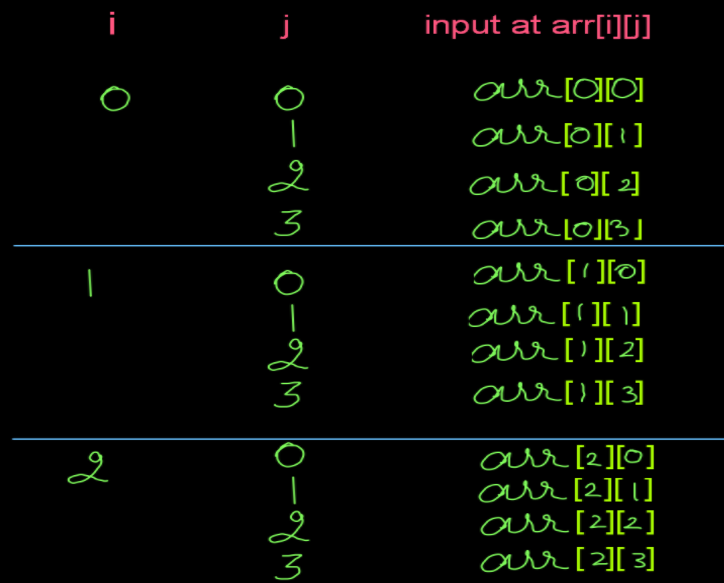 i j input at arr[i][j]
0 0 arr[0][0]
1 arr[0][1]
2 arr[0][2]
3 arr[0][3]
1 0 arr[1][0]
1 arr[1][1]
2 arr[1][2]
3 arr[1][3]
2 0 arr[2][0]
1 arr[2][1]
2 arr[2][2]
3 arr[2][3]